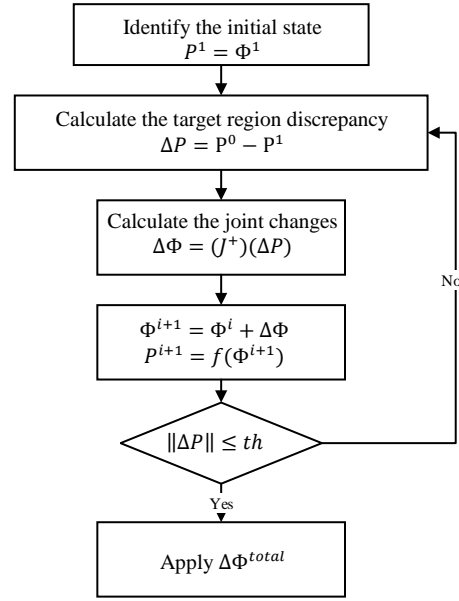 Identify the initial state
P¹ = Φ¹
Calculate the target region discrepancy
ΔP = P⁰ − P¹
Calculate the joint changes
ΔΦ = (J⁺)(ΔP)
Φⁱ⁺¹ = Φⁱ + ΔΦ
Pⁱ⁺¹ = f(Φⁱ⁺¹)
‖ΔP‖ ≤ th
No
Yes
Apply ΔΦᵗᵒᵗᵃˡ